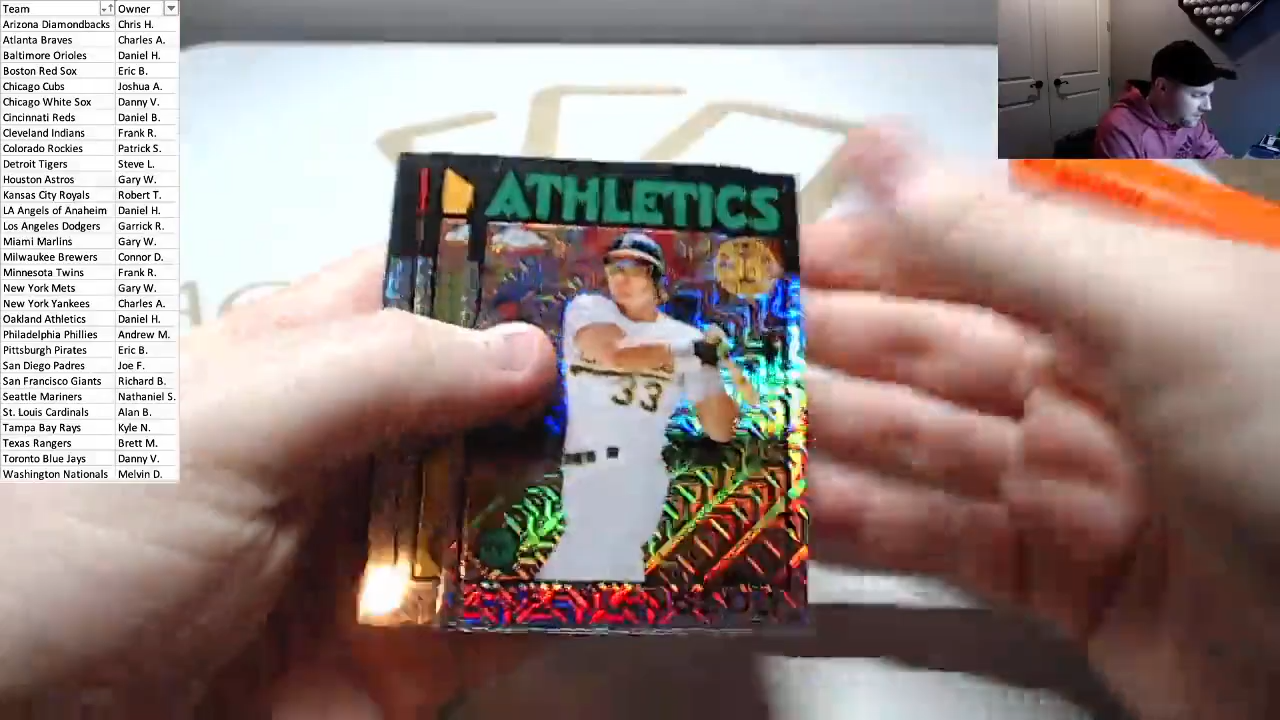 Team Owner
Arizona Diamondbacks Chris H.
Atlanta Braves Charles A.
Baltimore Orioles Daniel H.
Boston Red Sox Eric B.
Chicago Cubs Joshua A.
Chicago White Sox Danny V.
Cincinnati Reds Daniel B.
Cleveland Indians Frank R.
Colorado Rockies Patrick S.
Detroit Tigers Steve L.
Houston Astros Gary W.
Kansas City Royals Robert T.
LA Angels of Anaheim Daniel H.
Los Angeles Dodgers Garrick R.
Miami Marlins Gary W.
Milwaukee Brewers Connor D.
Minnesota Twins Frank R.
New York Mets Gary W.
New York Yankees Charles A.
Oakland Athletics Daniel H.
Philadelphia Phillies Andrew M.
Pittsburgh Pirates Eric B.
San Diego Padres Joe F.
San Francisco Giants Richard B.
Seattle Mariners Nathaniel S.
St. Louis Cardinals Alan B.
Tampa Bay Rays Kyle N.
Texas Rangers Brett M.
Toronto Blue Jays Danny V.
Washington Nationals Melvin D.
ATHLETICS
33